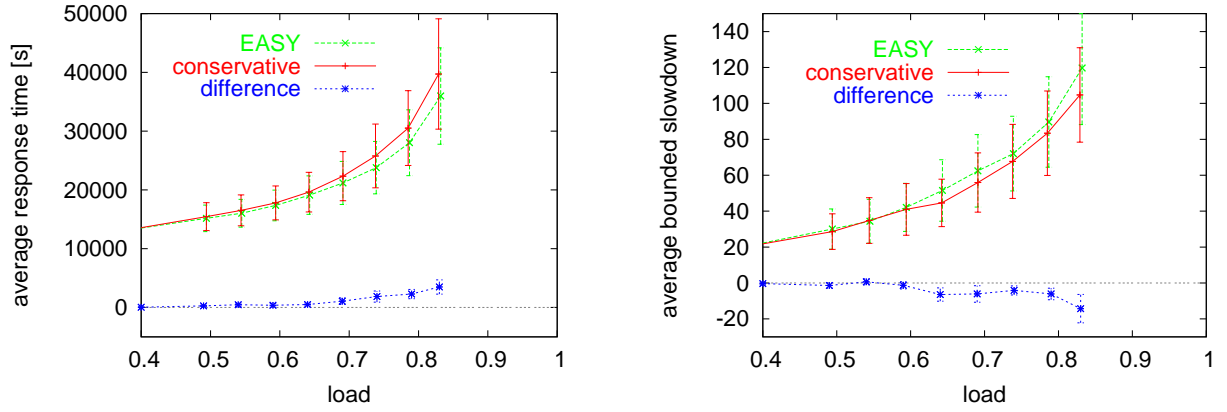 50000
40000
30000
20000
10000
0
average response time [s]
EASY
conservative
difference
0.4 0.5 0.6 0.7 0.8 0.9 1
load
140
120
100
80
60
40
20
0
-20
average bounded slowdown
EASY
conservative
difference
0.4 0.5 0.6 0.7 0.8 0.9 1
load